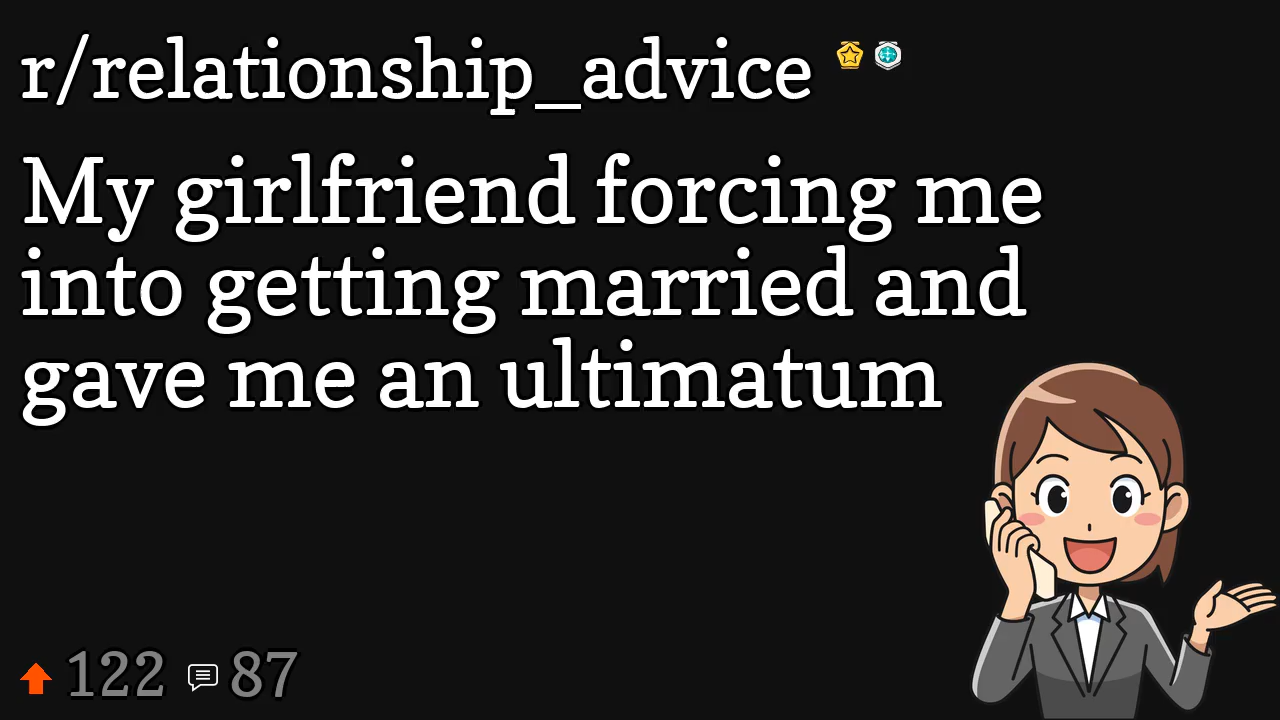 r/relationship_advice
My girlfriend forcing me
into getting married and
gave me an ultimatum
122 87